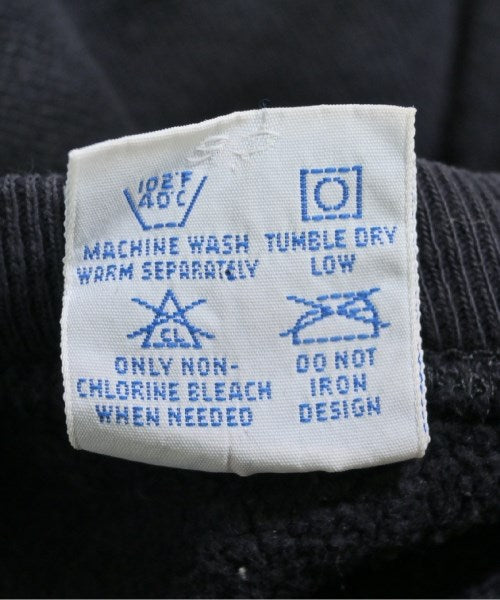 102°F
40C
MACHINE WASH
WARM SEPARATELY
TUMBLE DRY
LOW
CL
ONLY NON-
CHLORINE BLEACH
WHEN NEEDED
DO NOT
IRON
DESIGN